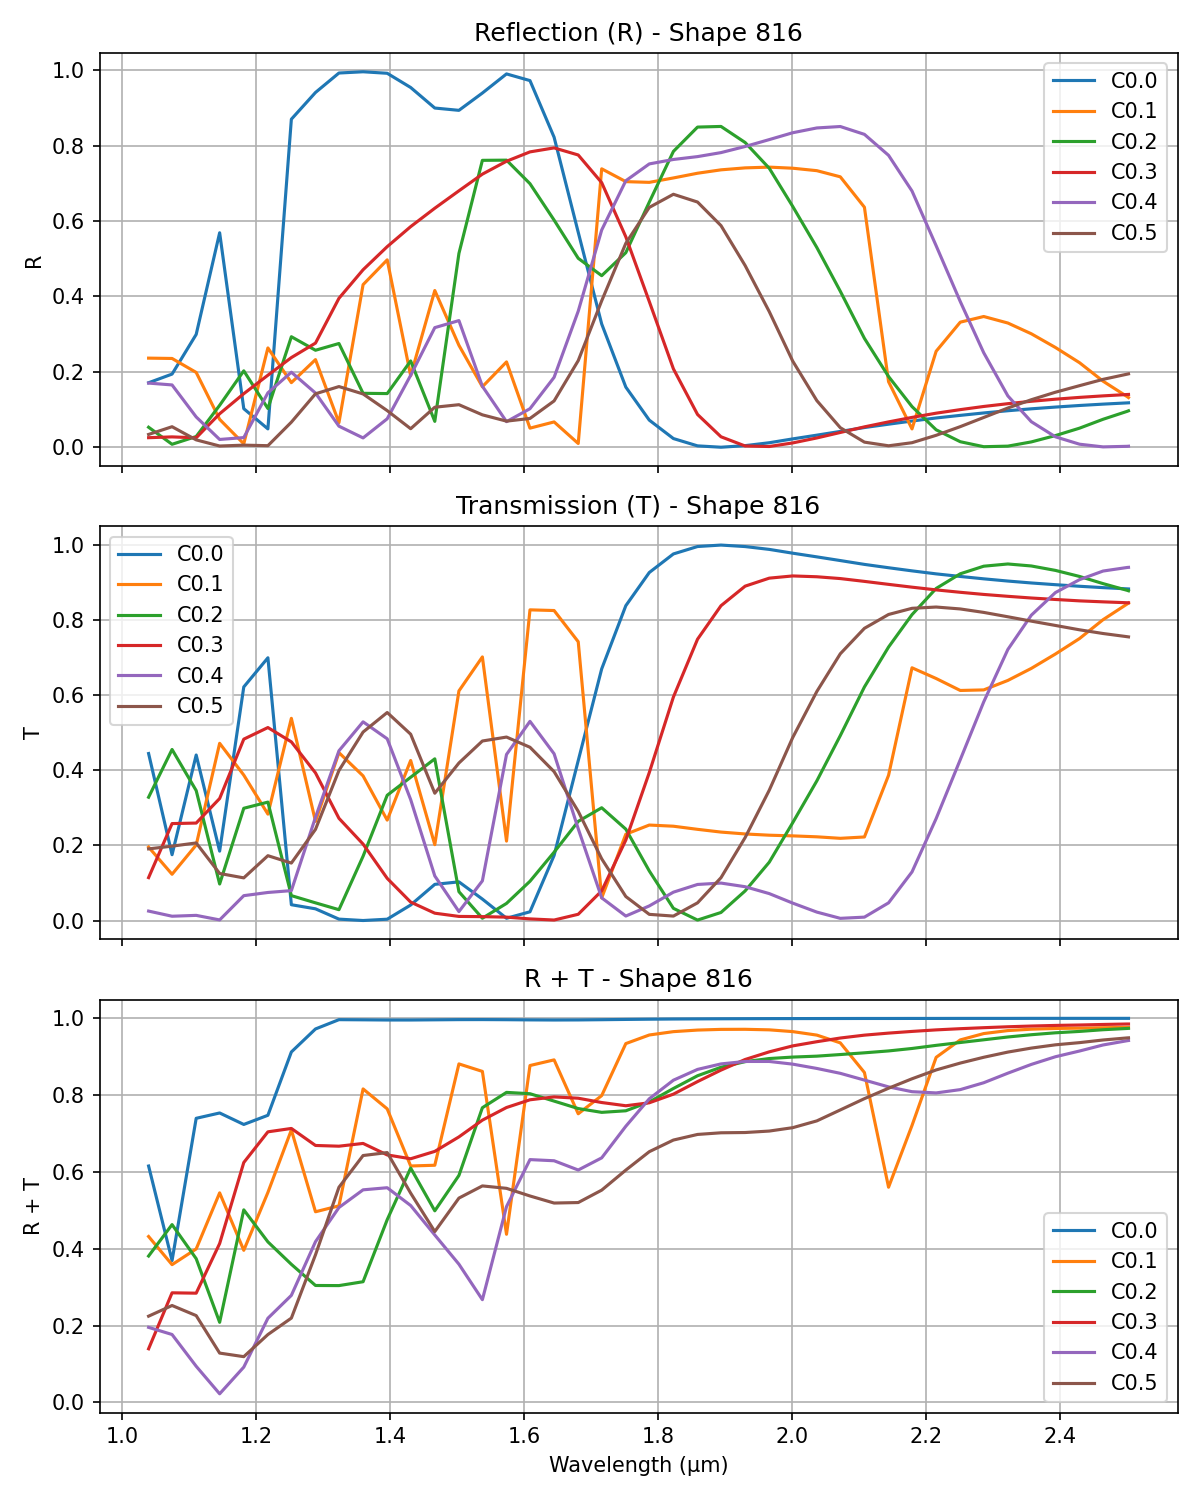 Reflection (R) - Shape 816
1.0
0.8
0.6
0.4
0.2
0.0
R
C0.0
C0.1
C0.2
C0.3
C0.4
C0.5
Transmission (T) - Shape 816
1.0
0.8
0.6
0.4
0.2
0.0
T
C0.0
C0.1
C0.2
C0.3
C0.4
C0.5
R + T - Shape 816
1.0
0.8
0.6
0.4
0.2
0.0
R + T
C0.0
C0.1
C0.2
C0.3
C0.4
C0.5
1.0 1.2 1.4 1.6 1.8 2.0 2.2 2.4
Wavelength (μm)